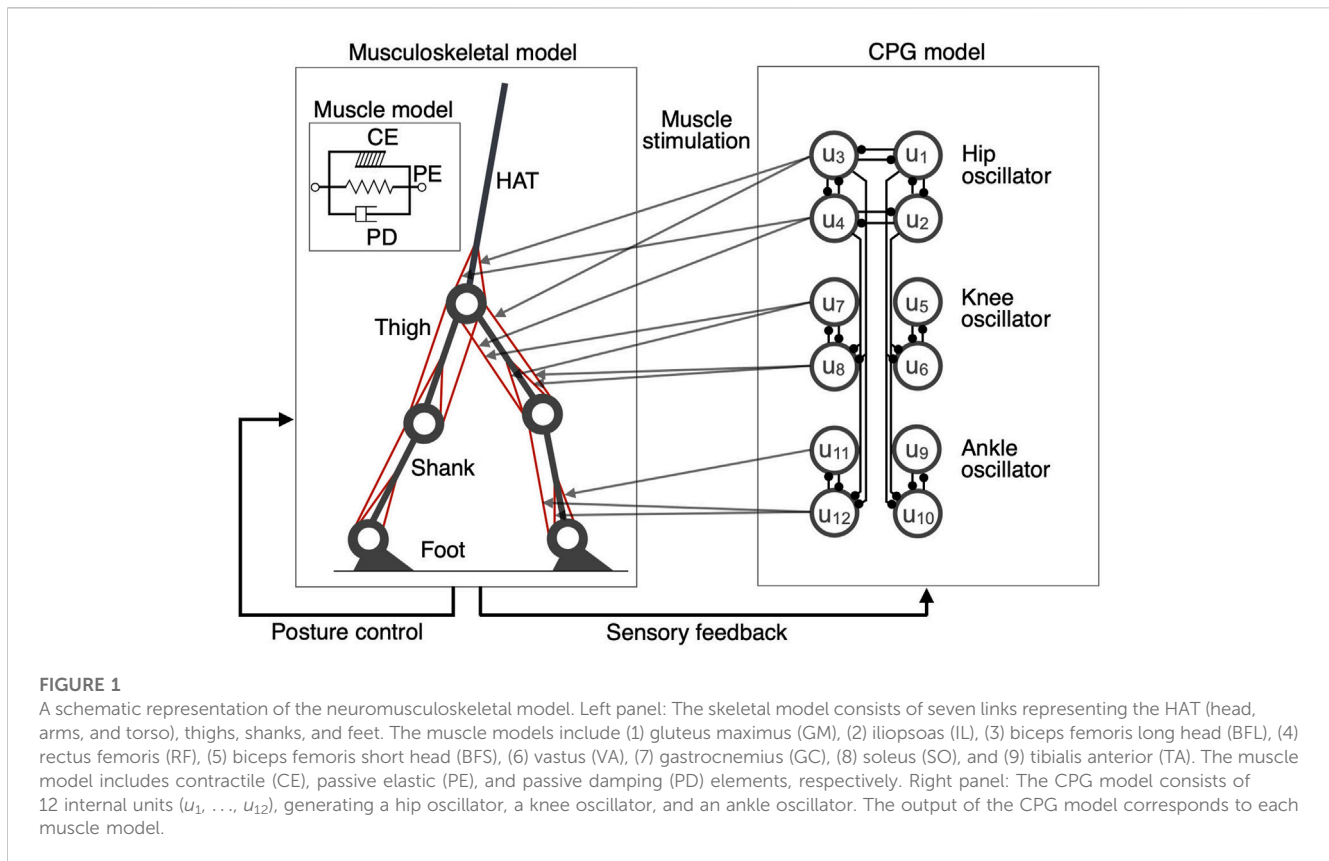 Musculoskeletal model
CPG model
Muscle model
CE
PE
PD
HAT
Thigh
Shank
Foot
Muscle
stimulation
u3
u1
Hip
oscillator
u4
u2
u7
u5
Knee
oscillator
u8
u6
u11
u9
Ankle
oscillator
u12
u10
Posture control
Sensory feedback
FIGURE 1
A schematic representation of the neuromusculoskeletal model. Left panel: The skeletal model consists of seven links representing the HAT (head,
arms, and torso), thighs, shanks, and feet. The muscle models include (1) gluteus maximus (GM), (2) iliopsoas (IL), (3) biceps femoris long head (BFL), (4)
rectus femoris (RF), (5) biceps femoris short head (BFS), (6) vastus (VA), (7) gastrocnemius (GC), (8) soleus (SO), and (9) tibialis anterior (TA). The muscle
model includes contractile (CE), passive elastic (PE), and passive damping (PD) elements, respectively. Right panel: The CPG model consists of
12 internal units (u1, ..., u12), generating a hip oscillator, a knee oscillator, and an ankle oscillator. The output of the CPG model corresponds to each
muscle model.